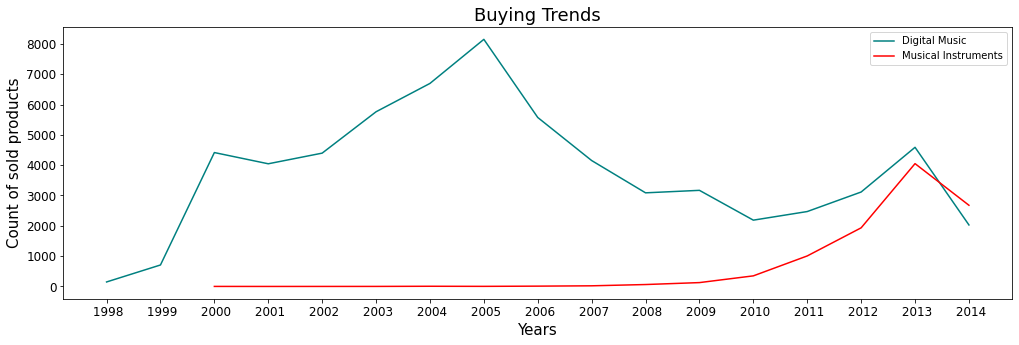 Buying Trends
Digital Music
Musical Instruments
Count of sold products
8000
7000
6000
5000
4000
3000
2000
1000
0
1998 1999 2000 2001 2002 2003 2004 2005 2006 2007 2008 2009 2010 2011 2012 2013 2014
Years